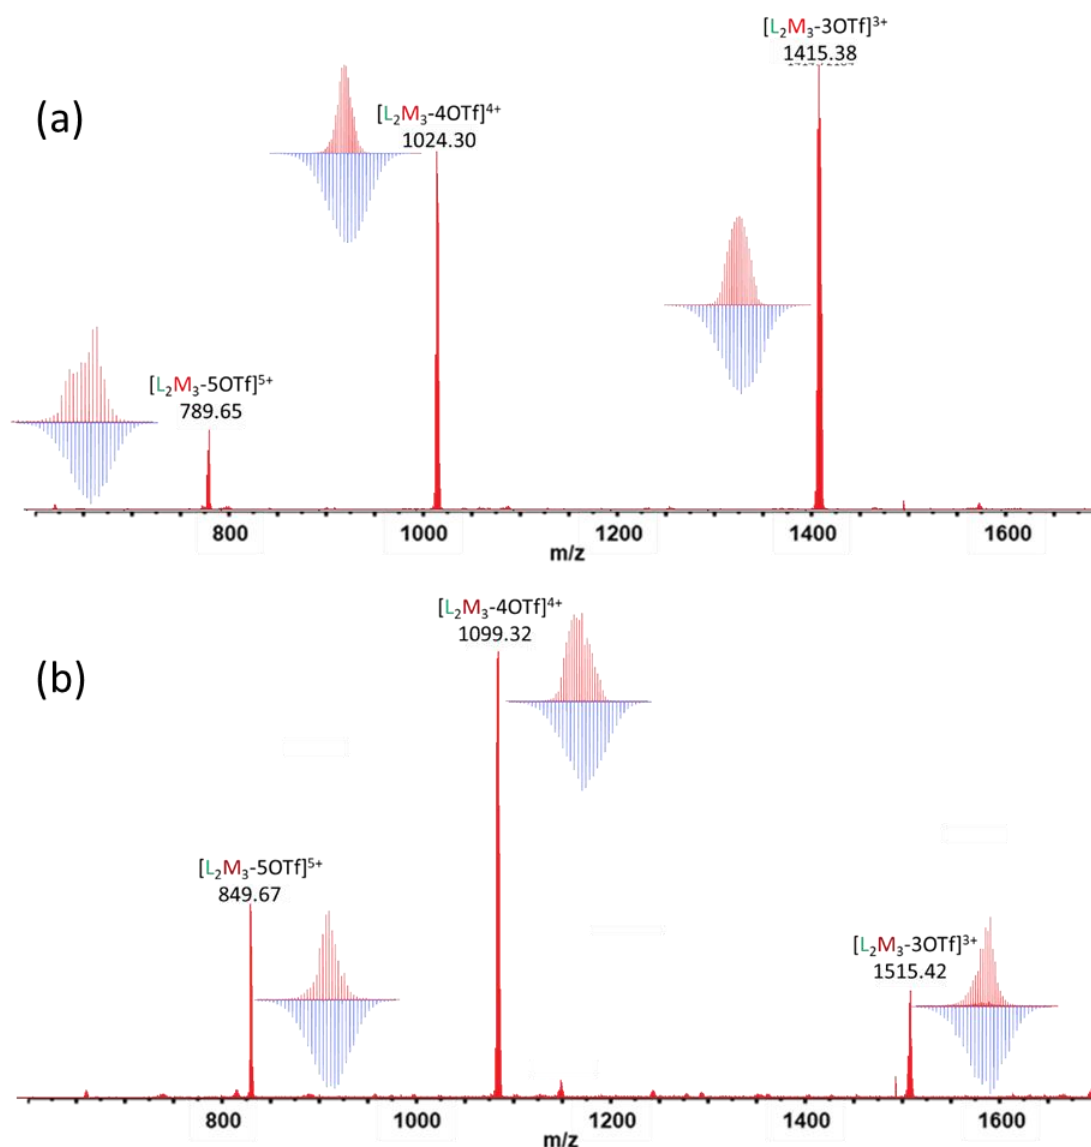 [L₂M₃-3OTf]³⁺
1415.38
(a)
[L₂M₃-4OTf]⁴⁺
1024.30
[L₂M₃-5OTf]⁵⁺
789.65
800 1000 1200 1400 1600
m/z
[L₂M₃-4OTf]⁴⁺
1099.32
(b)
[L₂M₃-5OTf]⁵⁺
849.67
[L₂M₃-3OTf]³⁺
1515.42
800 1000 1200 1400 1600
m/z